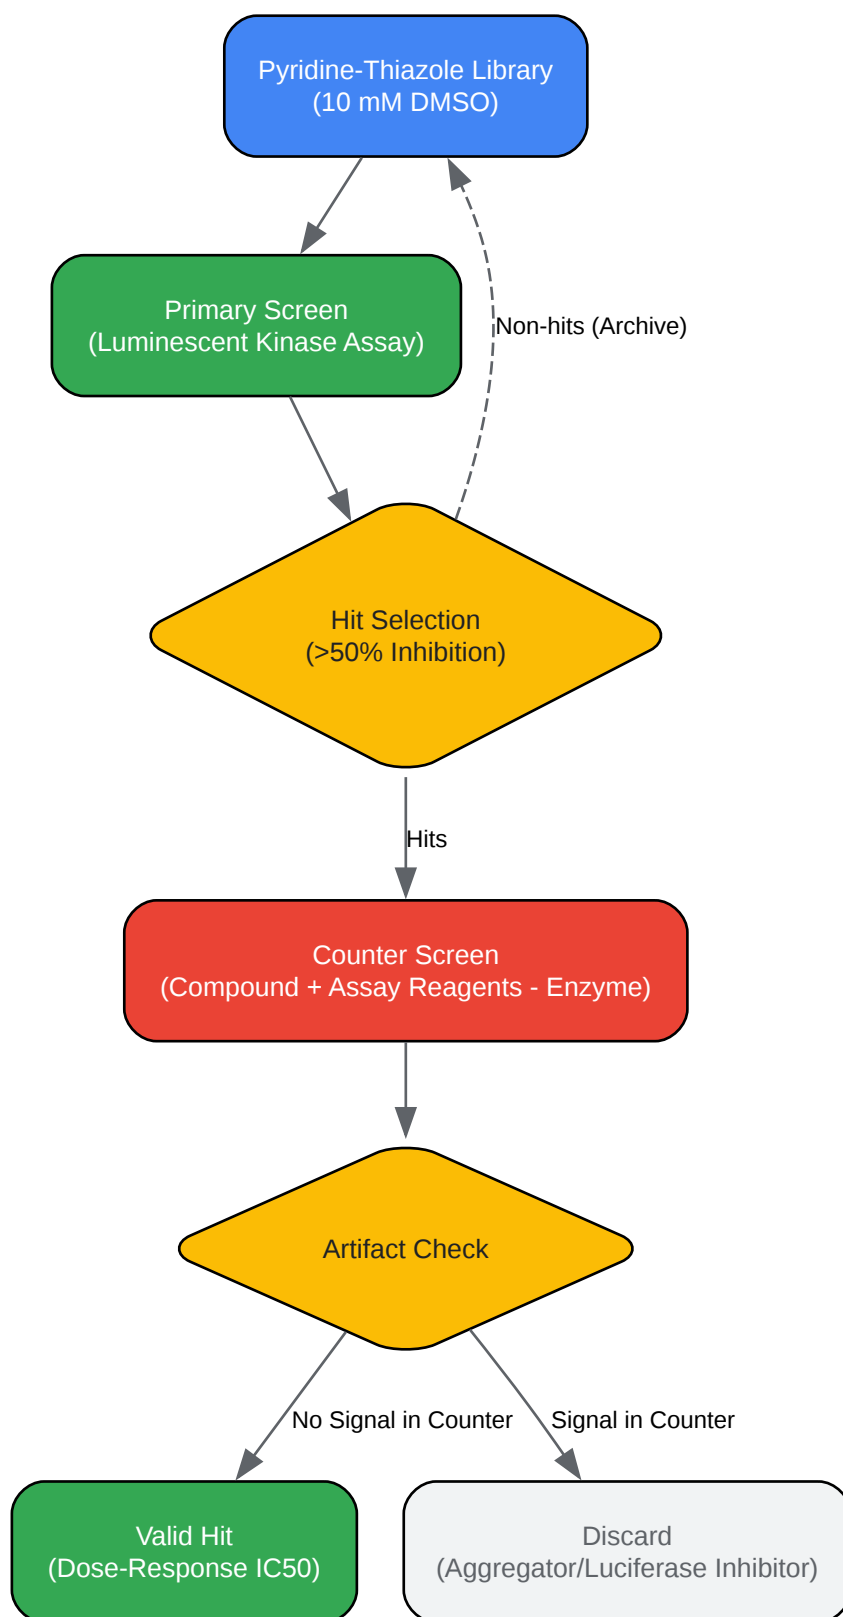 Pyridine-Thiazole Library
(10 mM DMSO)
Primary Screen
(Luminescent Kinase Assay)
Non-hits (Archive)
Hit Selection
(>50% Inhibition)
Hits
Counter Screen
(Compound + Assay Reagents - Enzyme)
Artifact Check
No Signal in Counter
Signal in Counter
Valid Hit
(Dose-Response IC50)
Discard
(Aggregator/Luciferase Inhibitor)